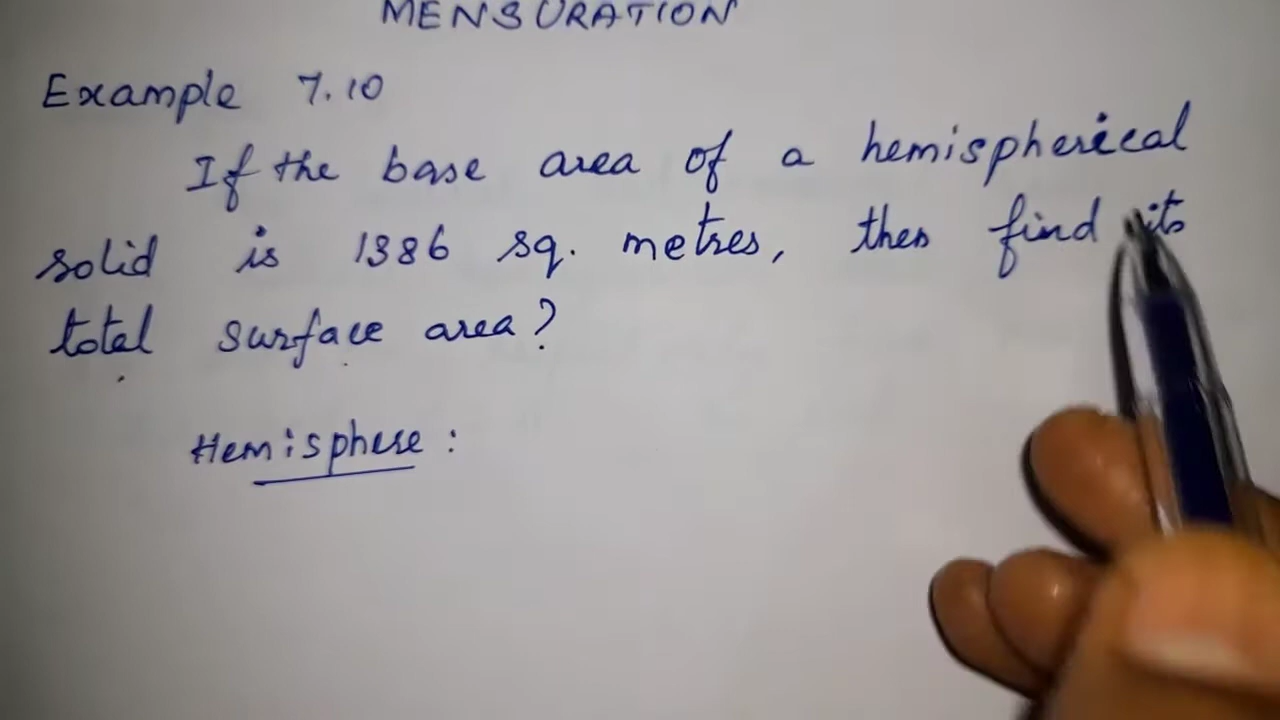 MENSURATION
Example 7.10
If the base area of a hemispherical
solid is 1386 sq. metres, then find its
total surface area?
Hemisphere :